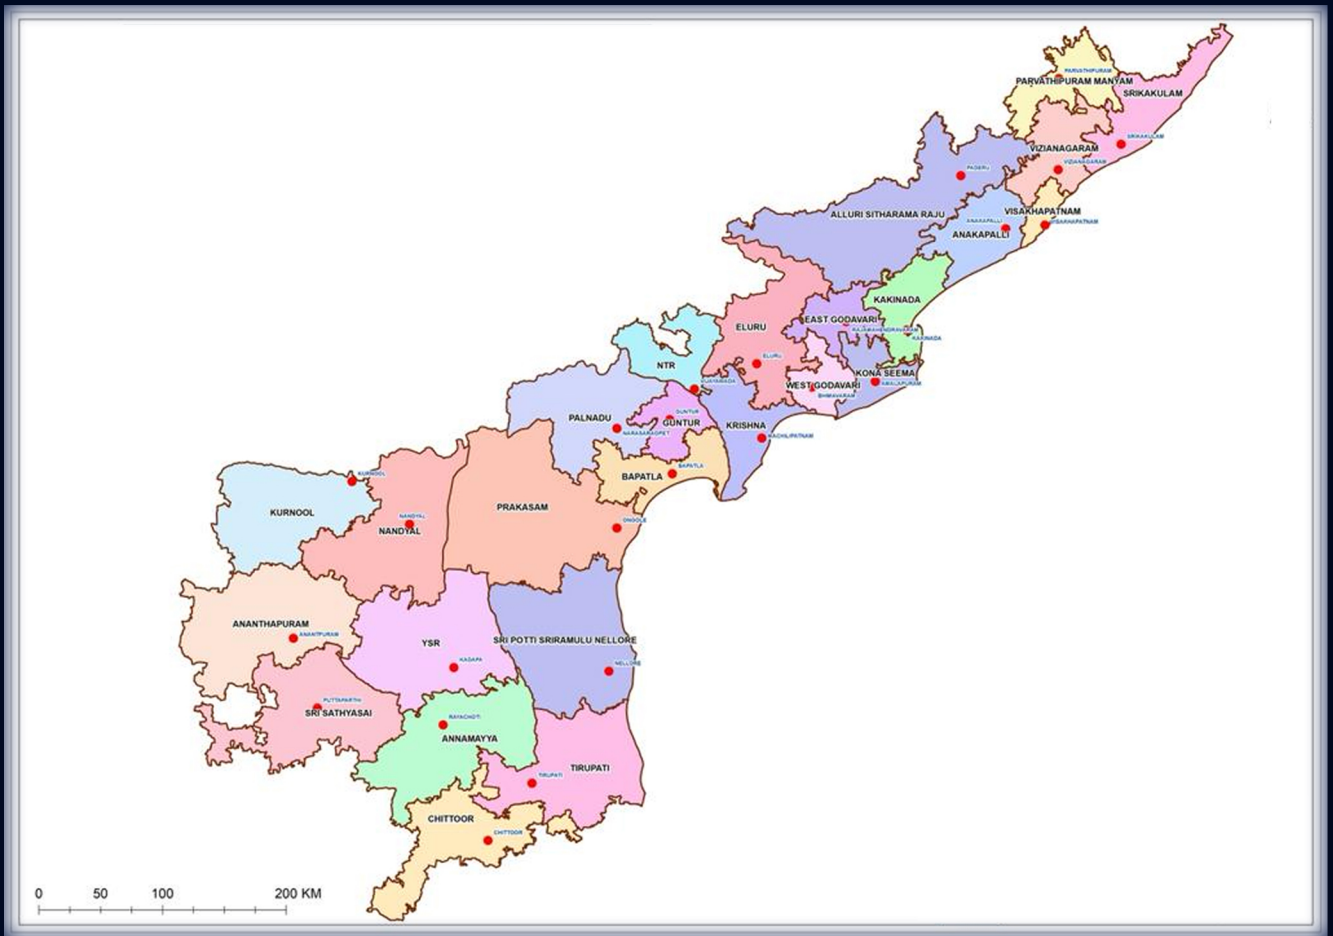 PARVATHIPURAM
PARVATHIPURAM MANYAM
SRIKAKULAM
SRIKAKULAM
VIZIANAGARAM
VIZIANAGARAM
PADERU
ALLURI SITHARAMA RAJU
VISAKHAPATNAM
VISAKHAPATNAM
ANAKAPALLI
ANAKAPALLI
KAKINADA
KAKINADA
EAST GODAVARI
RAJAMAHENDRAVARAM
ELURU
ELURU
NTR
VIJAYAWADA
KONA SEEMA
AMALAPURAM
WEST GODAVARI
BHIMAVARAM
PALNADU
NARASARAOPET
GUNTUR
GUNTUR
KRISHNA
MACHILIPATNAM
BAPATLA
BAPATLA
KURNOOL
KURNOOL
NANDYAL
NANDYAL
PRAKASAM
ONGOLE
ANANTHAPURAM
ANANTPURAM
YSR
KADAPA
SRI POTTI SRIRAMULU NELLORE
NELLORE
PUTTAPARTHI
SRI SATHYASAI
RAYACHOTI
ANNAMAYYA
TIRUPATI
TIRUPATI
CHITTOOR
CHITTOOR
0 50 100 200 KM